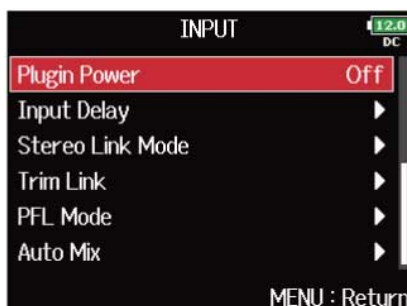 INPUT
12.0
DC
Plugin Power Off
Input Delay
Stereo Link Mode
Trim Link
PFL Mode
Auto Mix
MENU : Return